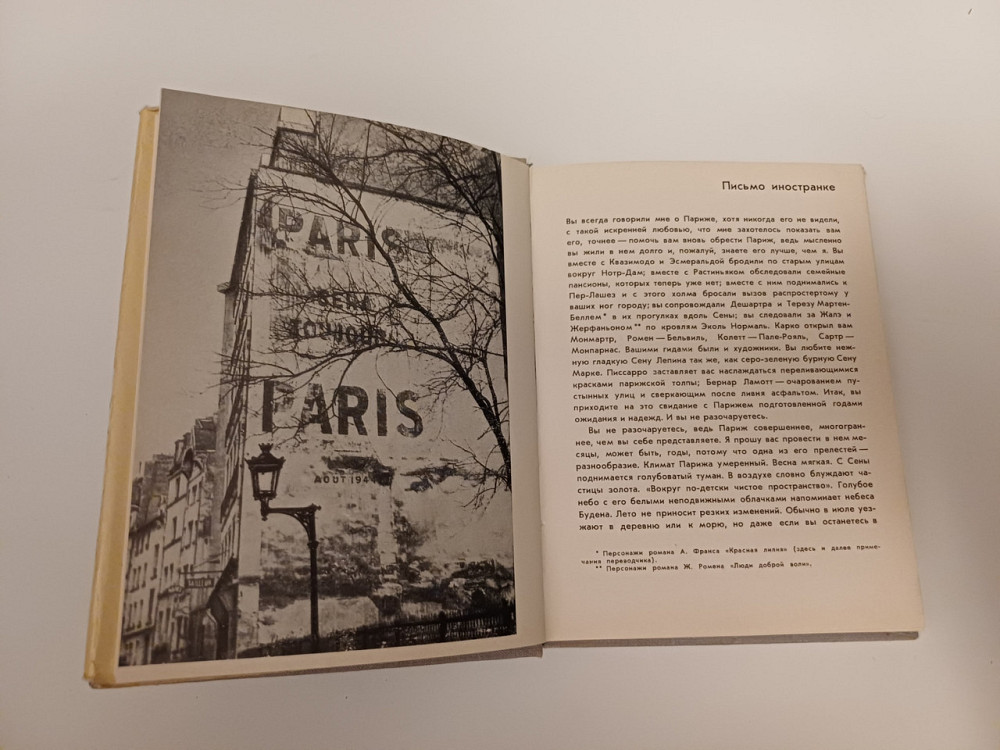 PARIS
SERA
TOUJOURS
PARIS
AOUT 1944
Письмо иностранке
Вы всегда говорили мне о Париже, хотя никогда его не видели,
с такой искренней любовью, что мне захотелось показать вам
его, точнее — помочь вам вновь обрести Париж, ведь мысленно
вы жили в нем долго и, пожалуй, знаете его лучше, чем я. Вы
вместе с Квазимодо и Эсмеральдой бродили по старым улицам
вокруг Нотр-Дам; вместе с Растиньяком обследовали семейные
пансионы, которых теперь уже нет; вместе с ним поднимались к
Пер-Лашез и с этого холма бросали вызов распростертому у
ваших ног городу; вы сопровождали Дешартра и Терезу Мартен-
Беллем* в их прогулках вдоль Сены; вы следовали за Жалэ и
Жерфаньоном** по кровлям Эколь Нормаль. Карко открыл вам
Монмартр, Ромен — Бельвиль, Колетт — Пале-Рояль, Сартр —
Монпарнас. Вашими гидами были и художники. Вы любите неж-
ную гладкую Сену Лепина так же, как серо-зеленую бурную Сену
Марке. Писсарро заставляет вас наслаждаться переливающимися
красками парижской толпы; Бернар Ламотт — очарованием пу-
стынных улиц и сверкающим после ливня асфальтом. Итак, вы
приходите на это свидание с Парижем подготовленной годами
ожидания и надежд. И вы не разочаруетесь.
Вы не разочаруетесь, ведь Париж совершеннее, многогран-
нее, чем вы себе представляете. Я прошу вас провести в нем ме-
сяцы, может быть, годы, потому что одна из его прелестей —
разнообразие. Климат Парижа умеренный. Весна мягкая. С Сены
поднимается голубоватый туман. В воздухе словно блуждают ча-
стицы золота. «Вокруг по-детски чистое пространство». Голубое
небо с его белыми неподвижными облачками напоминает небеса
Будена. Лето не приносит резких изменений. Обычно в июле уез-
жают в деревню или к морю, но даже если вы останетесь в
* Персонажи романа А. Франса «Красная лилия» (здесь и далее приме-
чания переводчика).
** Персонажи романа Ж. Ромена «Люди доброй воли».